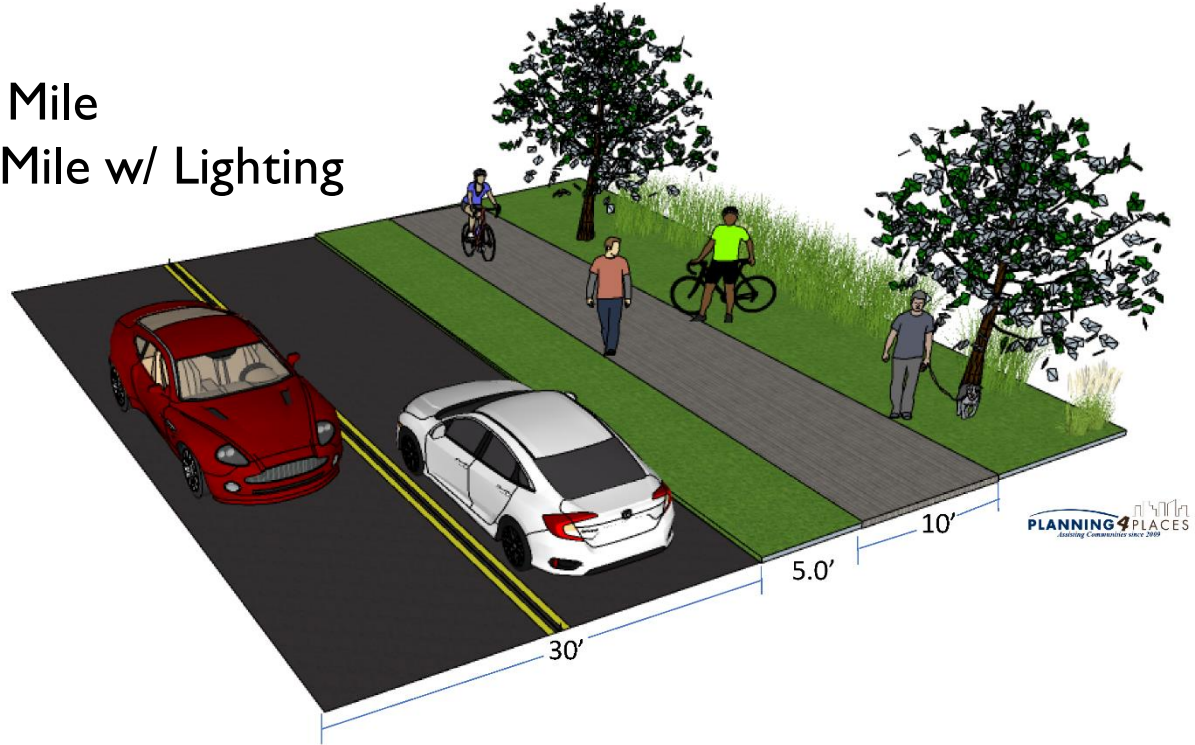 Mile
Mile w/ Lighting
10’
5.0’
30’
PLANNING4PLACES
Assisting Communities since 2009